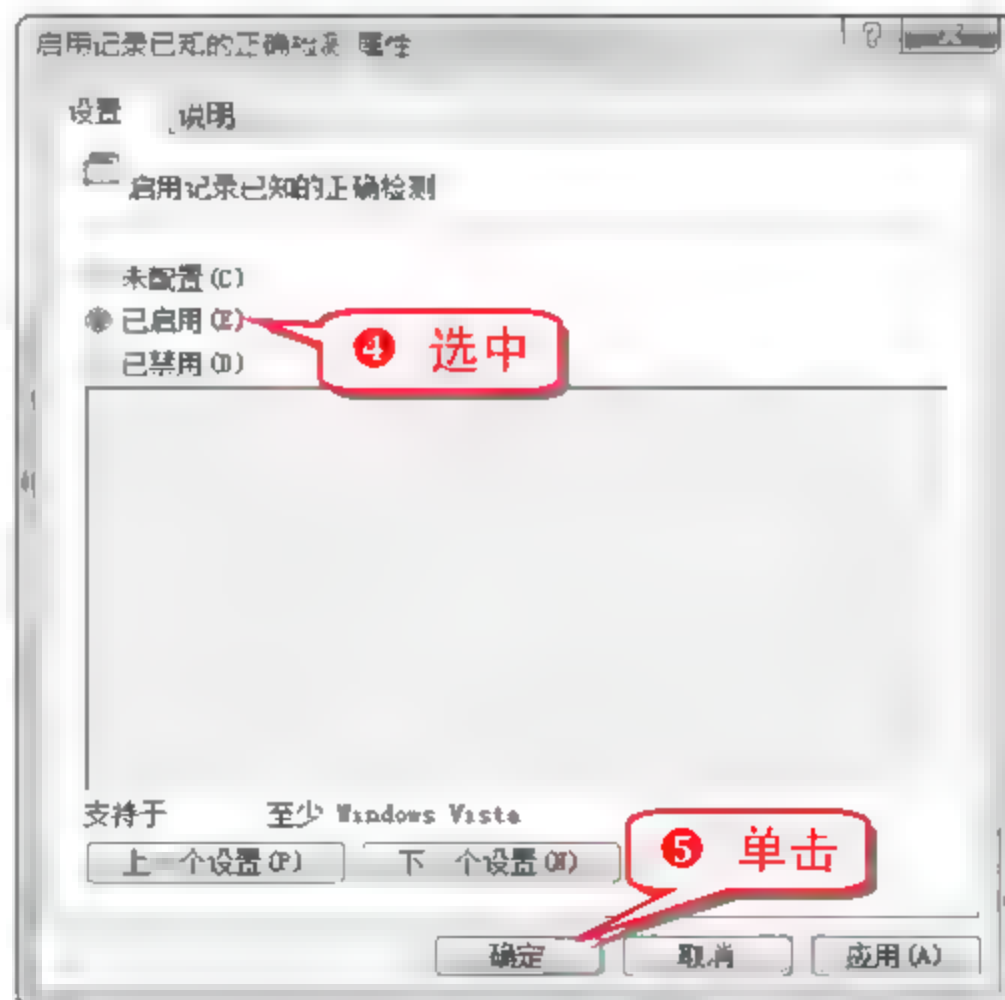 启用记录已知的正确检测 属性
设置 说明
启用记录已知的正确检测
未配置(C)
已启用(E)
❹ 选中
已禁用(D)
支持于 至少 Windows Vista
上一个设置(P) 下一个设置(N)
❺ 单击
确定 取消 应用(A)